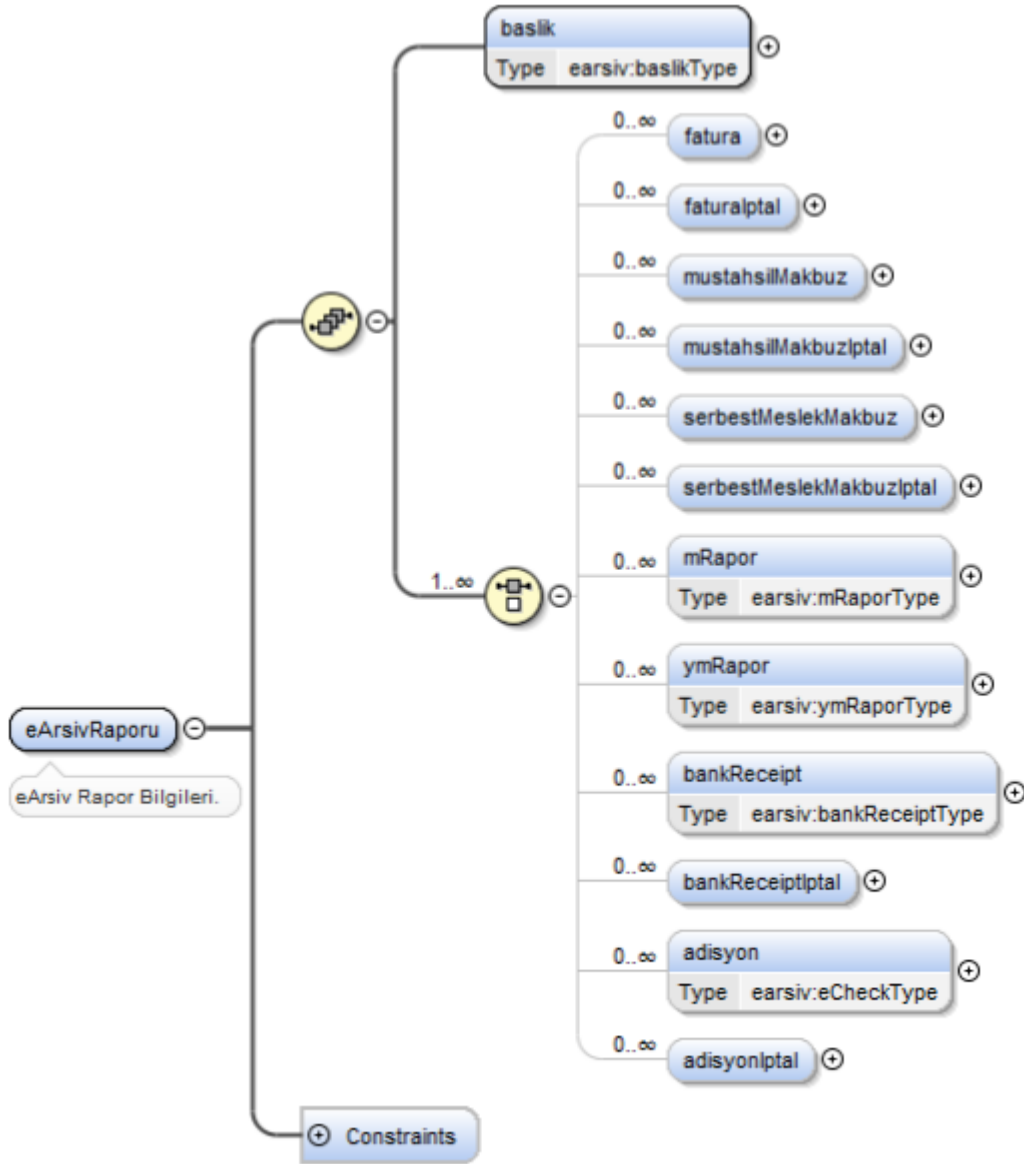 baslik
Type earsiv:baslikType
0..∞ fatura
0..∞ faturaIptal
0..∞ mustahsilMakbuz
0..∞ mustahsilMakbuzIptal
0..∞ serbestMeslekMakbuz
0..∞ serbestMeslekMakbuzIptal
0..∞ mRapor
Type earsiv:mRaporType
1..∞
0..∞ ymRapor
Type earsiv:ymRaporType
eArsivRaporu
eArsiv Rapor Bilgileri.
0..∞ bankReceipt
Type earsiv:bankReceiptType
0..∞ bankReceiptIptal
0..∞ adisyon
Type earsiv:eCheckType
0..∞ adisyonIptal
Constraints